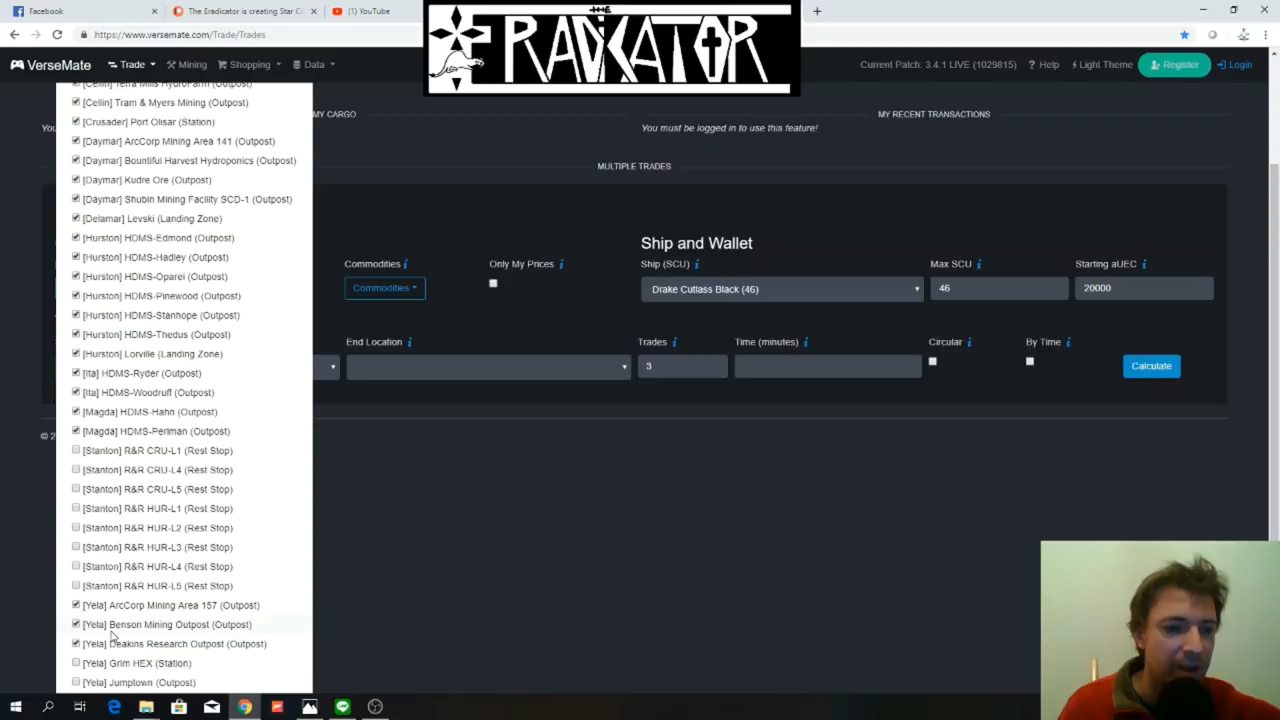 Facebook
The Eradicator is creating Star Ci
(1) YouTube
THE
RADICATOR
https://www.versemate.com/Trade/Trades
VerseMate
Trade
Mining
Shopping
Data
Current Patch: 3.4.1 LIVE (1029815)
Help
Light Theme
Register
Login
[Cellin] Terra Mills HydroFarm (Outpost)
[Cellin] Tram & Myers Mining (Outpost)
[Crusader] Port Olisar (Station)
[Daymar] ArcCorp Mining Area 141 (Outpost)
[Daymar] Bountiful Harvest Hydroponics (Outpost)
[Daymar] Kudre Ore (Outpost)
[Daymar] Shubin Mining Facility SCD-1 (Outpost)
[Delamar] Levski (Landing Zone)
[Hurston] HDMS-Edmond (Outpost)
[Hurston] HDMS-Hadley (Outpost)
[Hurston] HDMS-Oparei (Outpost)
[Hurston] HDMS-Pinewood (Outpost)
[Hurston] HDMS-Stanhope (Outpost)
[Hurston] HDMS-Thedus (Outpost)
[Hurston] Lorville (Landing Zone)
[Ita] HDMS-Ryder (Outpost)
[Ita] HDMS-Woodruff (Outpost)
[Magda] HDMS-Hahn (Outpost)
[Magda] HDMS-Perlman (Outpost)
[Stanton] R&R CRU-L1 (Rest Stop)
[Stanton] R&R CRU-L4 (Rest Stop)
[Stanton] R&R CRU-L5 (Rest Stop)
[Stanton] R&R HUR-L1 (Rest Stop)
[Stanton] R&R HUR-L2 (Rest Stop)
[Stanton] R&R HUR-L3 (Rest Stop)
[Stanton] R&R HUR-L4 (Rest Stop)
[Stanton] R&R HUR-L5 (Rest Stop)
[Yela] ArcCorp Mining Area 157 (Outpost)
[Yela] Benson Mining Outpost (Outpost)
[Yela] Deakins Research Outpost (Outpost)
[Yela] Grim HEX (Station)
[Yela] Jumptown (Outpost)
MY CARGO
MY RECENT TRANSACTIONS
You
You must be logged in to use this feature!
MULTIPLE TRADES
Ship and Wallet
Commodities
Only My Prices
Ship (SCU)
Max SCU
Starting aUEC
Commodities
Drake Cutlass Black (46)
46
20000
End Location
Trades
Time (minutes)
Circular
By Time
3
Calculate
© 2